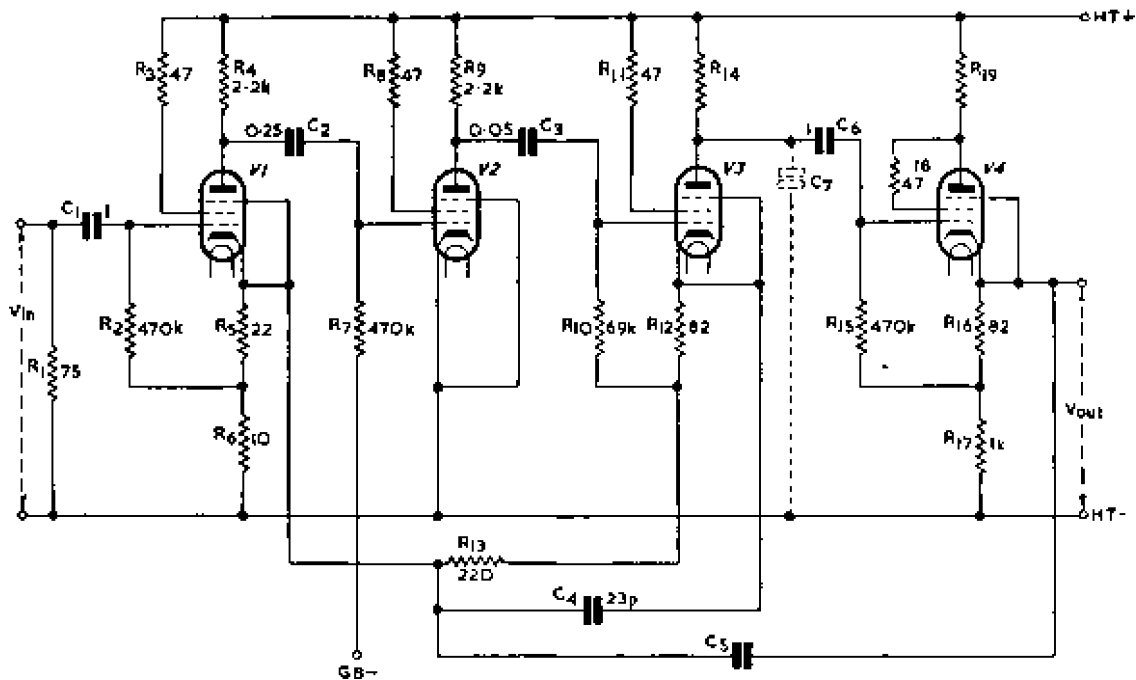 HT+
R3 47
R4 2·2k
R8 47
R9 2·2k
R11 47
R14
R19
0·25 C2
0·05 C3
1 C6
C7
18 47
V1
V2
V3
V4
C1 1
Vin
R1 75
R2 470k
R5 22
R6 10
R7 470k
R10 69k
R12 82
R15 470k
R16 82
R17 1k
Vout
HT-
R13 220
C4 23p
C5
GB-